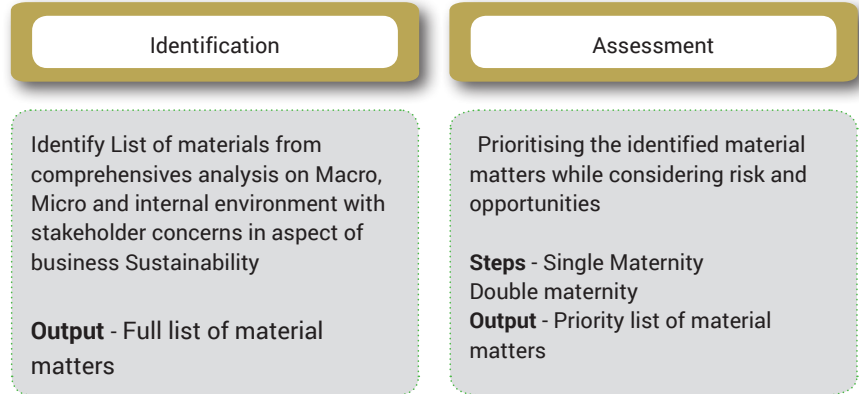 Identification
Identify List of materials from
comprehensives analysis on Macro,
Micro and internal environment with
stakeholder concerns in aspect of
business Sustainability
Output - Full list of material
matters
Assessment
Prioritising the identified material
matters while considering risk and
opportunities
Steps - Single Maternity
Double maternity
Output - Priority list of material
matters